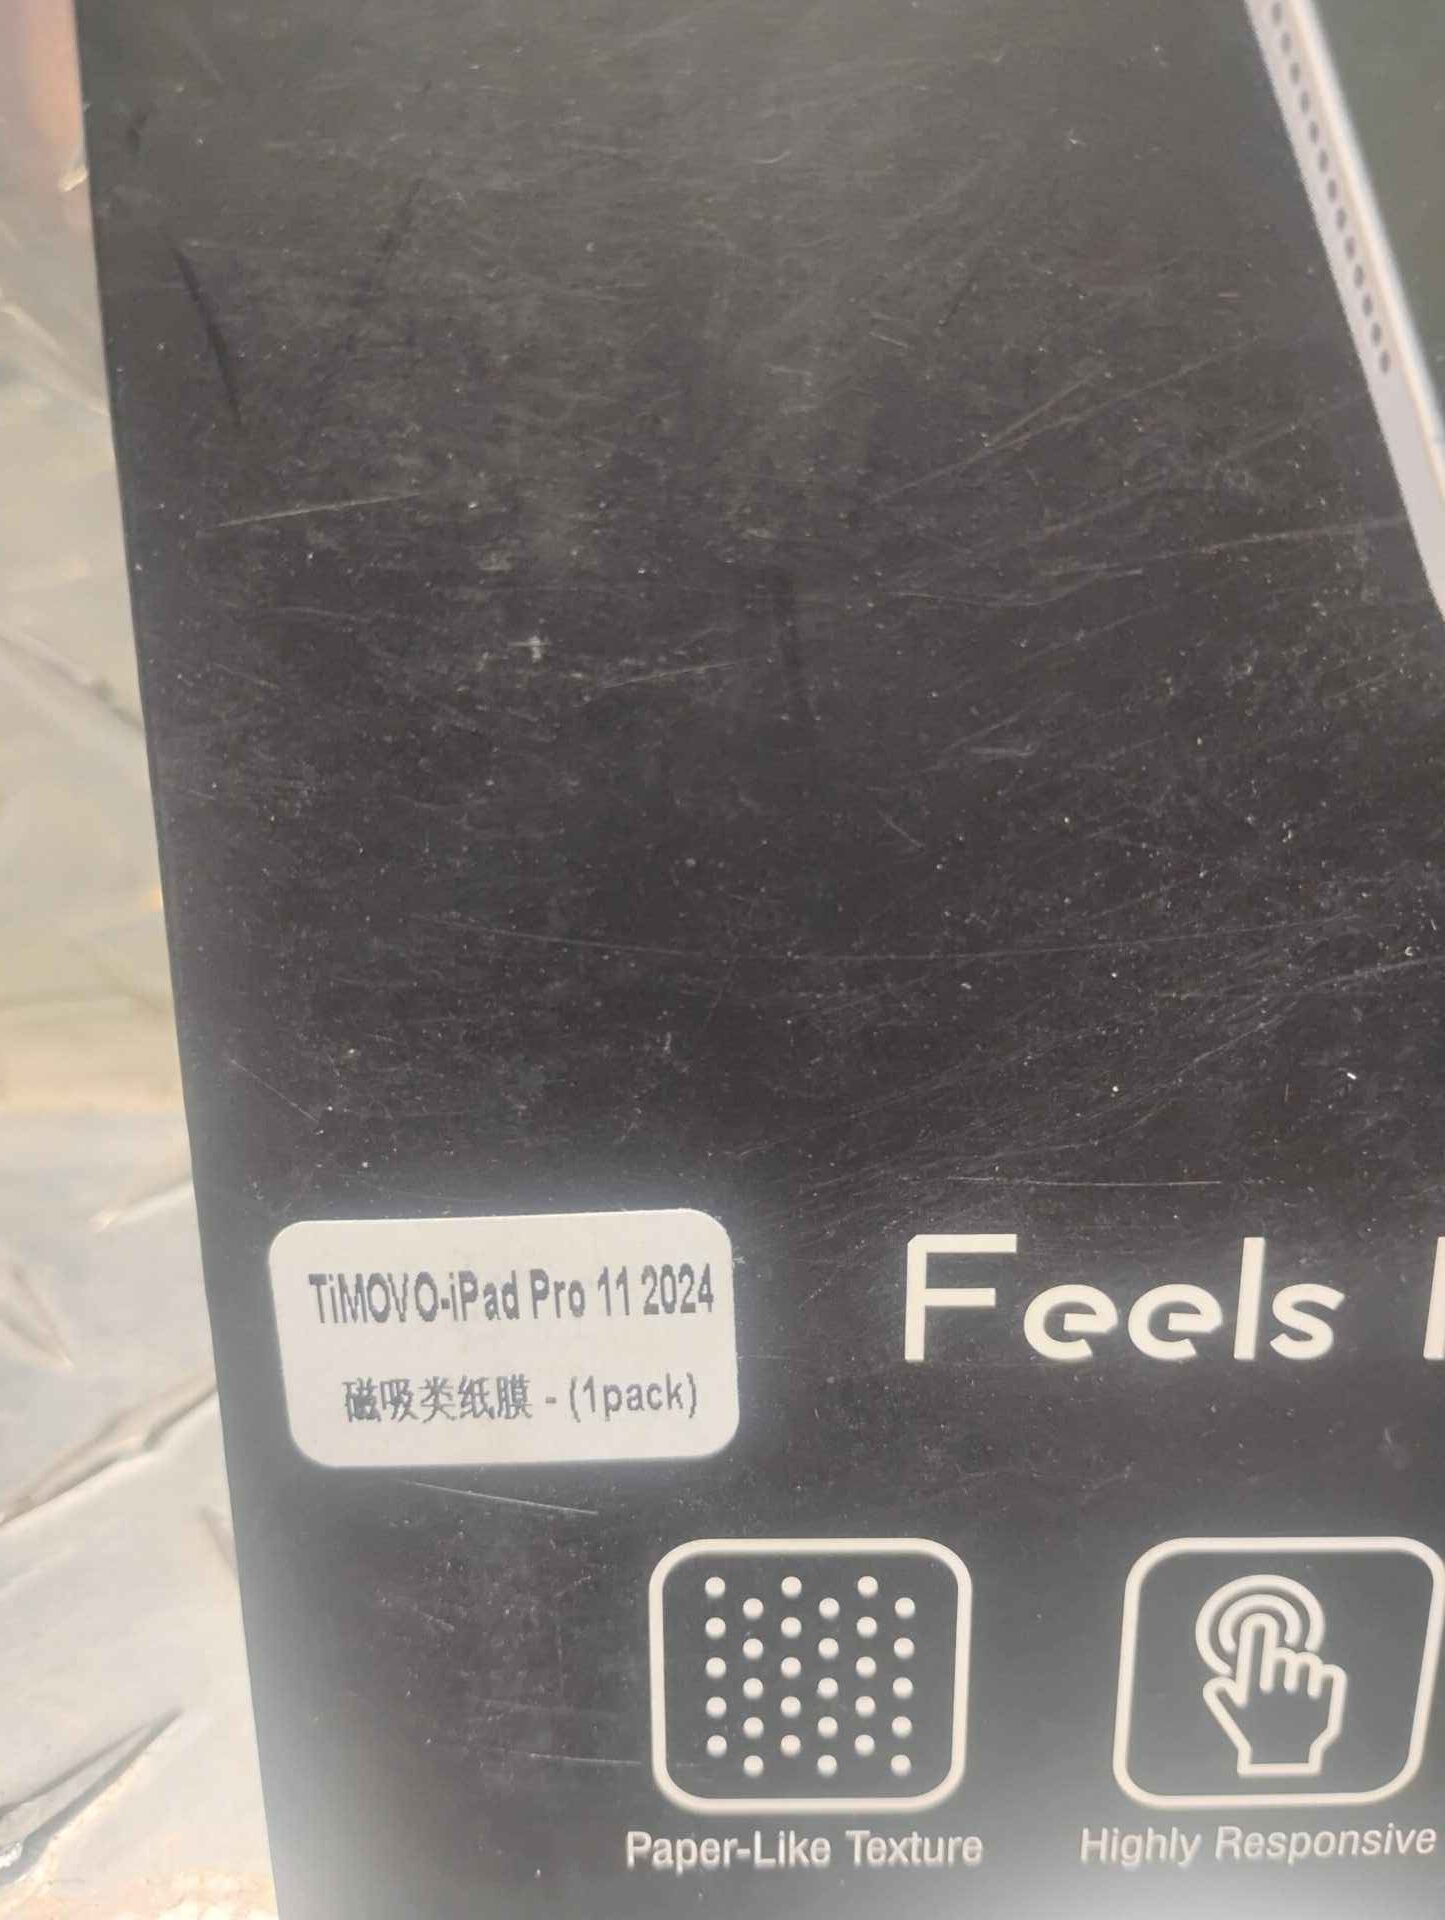 TiMOVO-iPad Pro 11 2024
磁吸类纸膜 - (1pack)
Feels
Paper-Like Texture
Highly Responsive